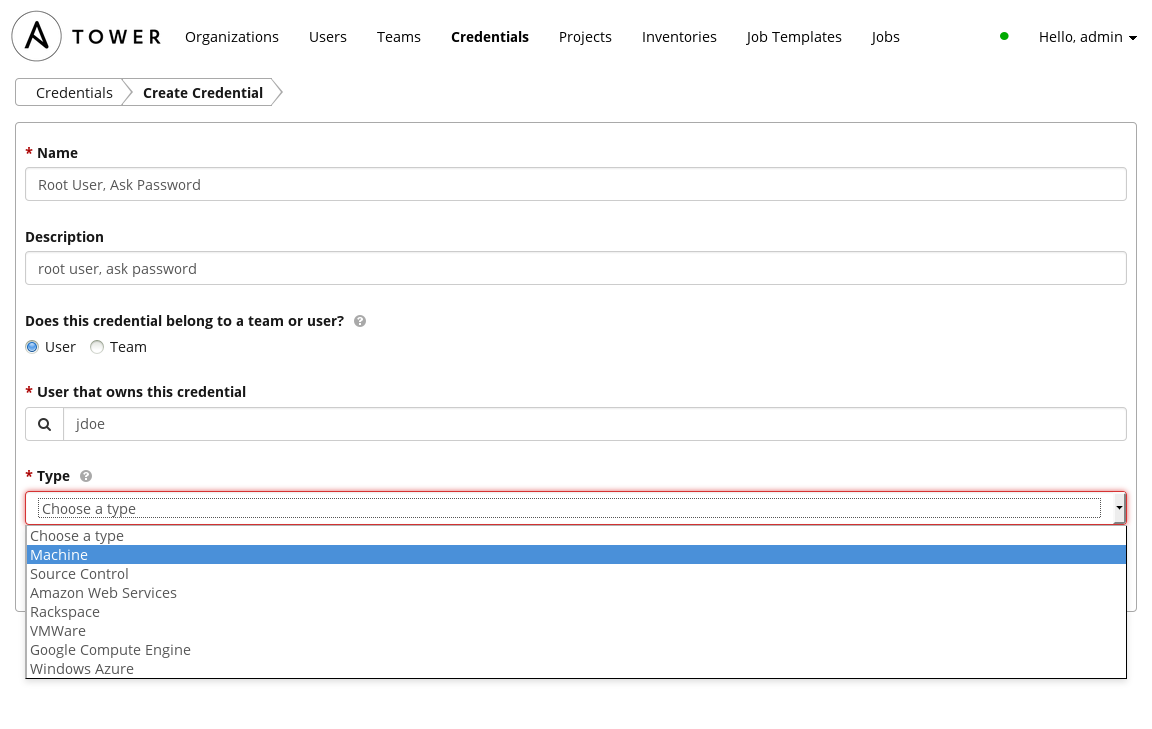 TOWER Organizations Users Teams Credentials Projects Inventories Job Templates Jobs Hello, admin
Credentials Create Credential
* Name
Root User, Ask Password
Description
root user, ask password
Does this credential belong to a team or user? ?
User Team
* User that owns this credential
jdoe
* Type ?
Choose a type
Choose a type
Machine
Source Control
Amazon Web Services
Rackspace
VMWare
Google Compute Engine
Windows Azure